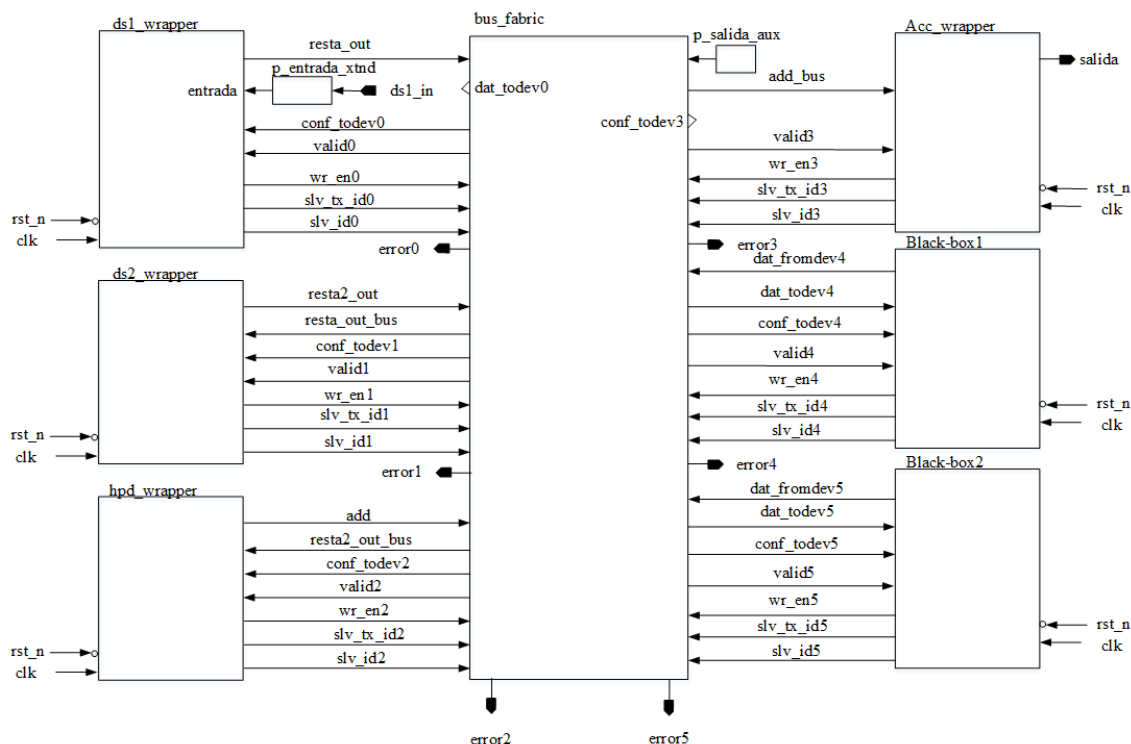 ds1_wrapper
resta_out
p_entrada_xtnd
entrada
ds1_in
conf_todev0
valid0
wr_en0
slv_tx_id0
slv_id0
rst_n
clk
error0
ds2_wrapper
resta2_out
resta_out_bus
conf_todev1
valid1
wr_en1
slv_tx_id1
slv_id1
rst_n
clk
error1
hpd_wrapper
add
resta2_out_bus
conf_todev2
valid2
wr_en2
slv_tx_id2
slv_id2
rst_n
clk
bus_fabric
dat_todev0
conf_todev3
error2
error5
p_salida_aux
Acc_wrapper
salida
add_bus
valid3
wr_en3
slv_tx_id3
slv_id3
rst_n
clk
error3
Black-box1
dat_fromdev4
dat_todev4
conf_todev4
valid4
wr_en4
slv_tx_id4
slv_id4
rst_n
clk
error4
Black-box2
dat_fromdev5
dat_todev5
conf_todev5
valid5
wr_en5
slv_tx_id5
slv_id5
rst_n
clk